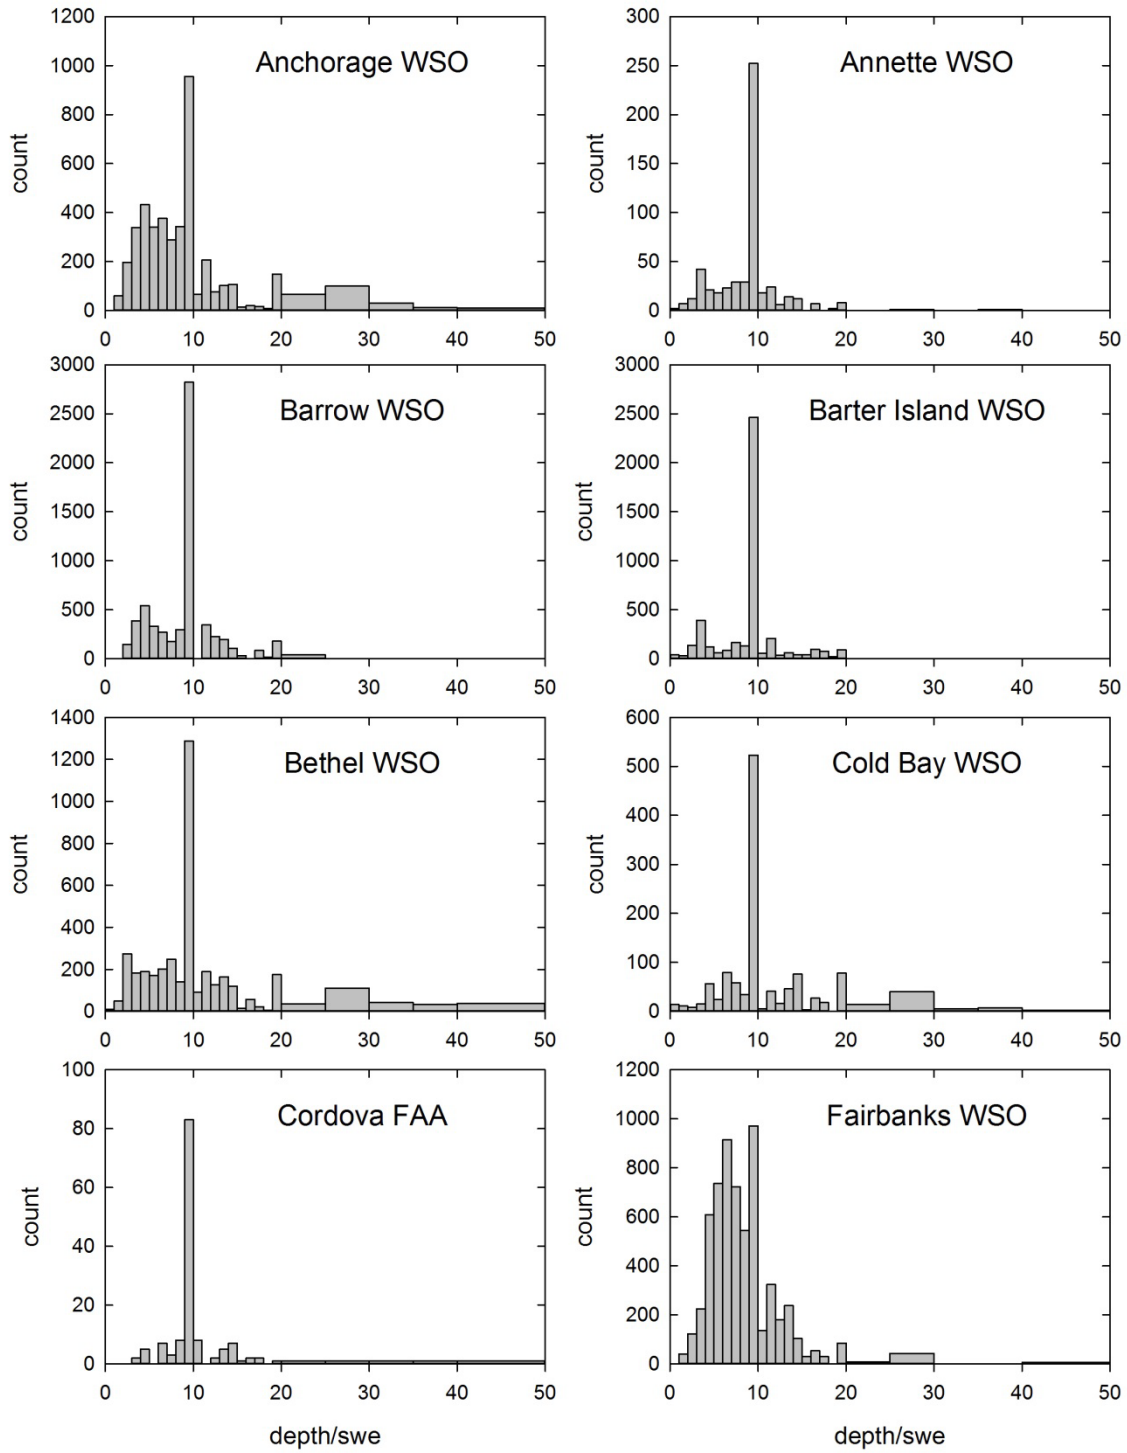 Anchorage WSO
count
1200
1000
800
600
400
200
0
0 10 20 30 40 50
Annette WSO
count
300
250
200
150
100
50
0
0 10 20 30 40 50
Barrow WSO
count
3000
2500
2000
1500
1000
500
0
0 10 20 30 40 50
Barter Island WSO
count
3000
2500
2000
1500
1000
500
0
0 10 20 30 40 50
Bethel WSO
count
1400
1200
1000
800
600
400
200
0
0 10 20 30 40 50
Cold Bay WSO
count
600
500
400
300
200
100
0
0 10 20 30 40 50
Cordova FAA
count
100
80
60
40
20
0
0 10 20 30 40 50
depth/swe
Fairbanks WSO
count
1200
1000
800
600
400
200
0
0 10 20 30 40 50
depth/swe